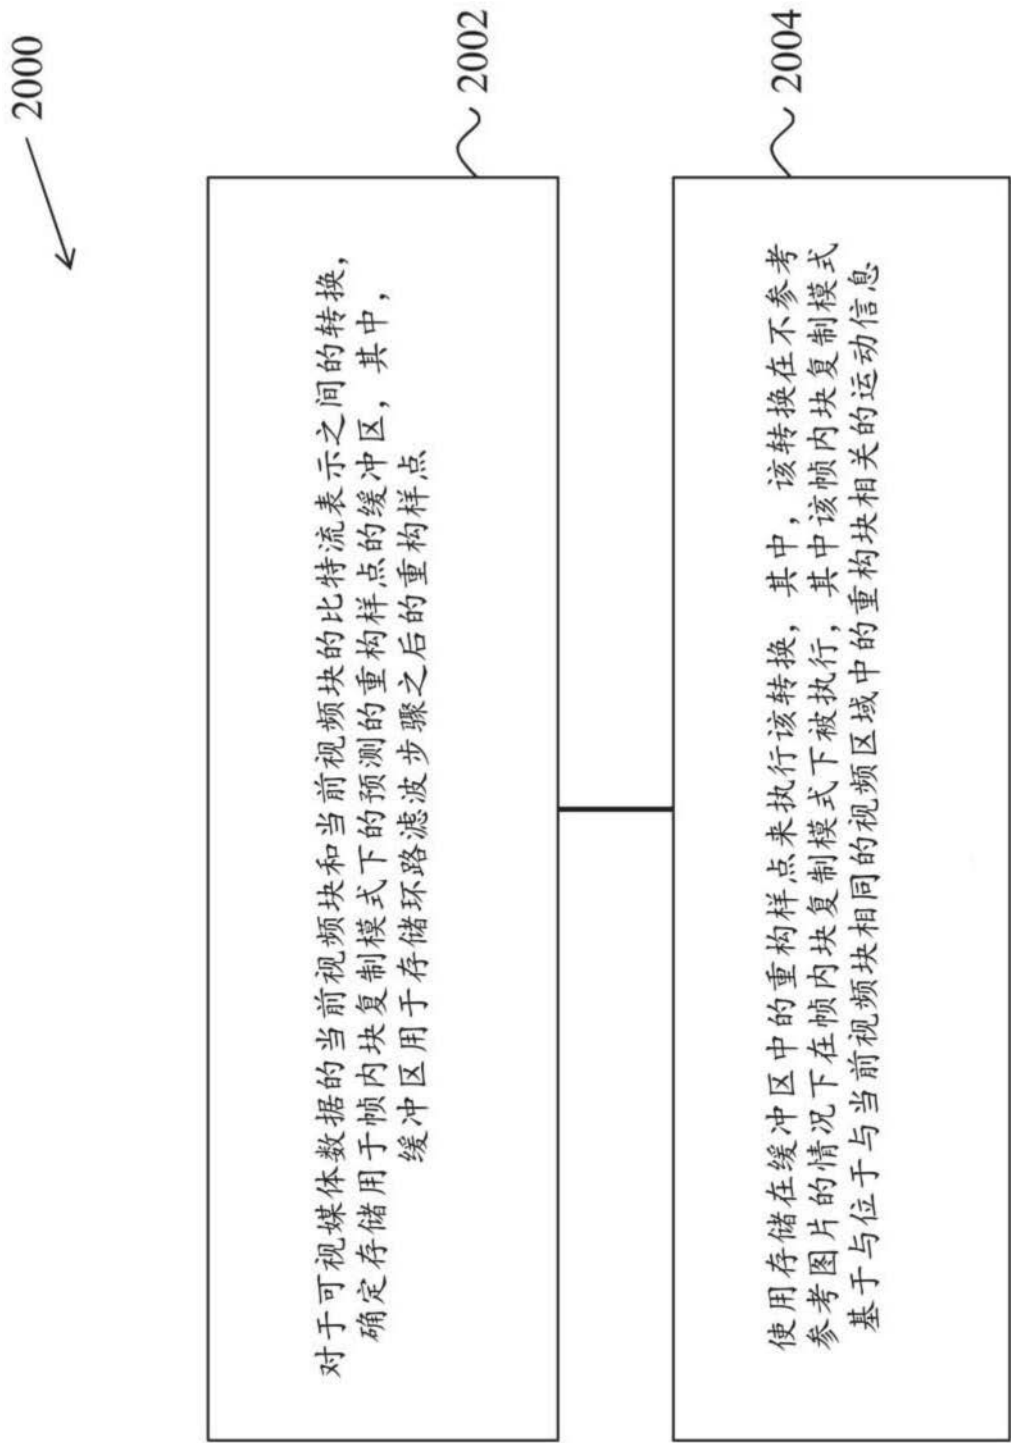 2000
对于可视媒体数据的当前视频块和当前视频块的比特流表示之间的转换，
确定存储用于帧内块复制模式下的预测的重构样点的缓冲区，其中，
缓冲区用于存储环路滤波步骤之后的重构样点
2002
使用存储在缓冲区中的重构样点来执行该转换，其中，该转换在不参考
参考图片的情况下在帧内块复制模式下被执行，其中该帧内块复制模式
基于与位于与当前视频块相同的视频区域中的重构块相关的运动信息
2004